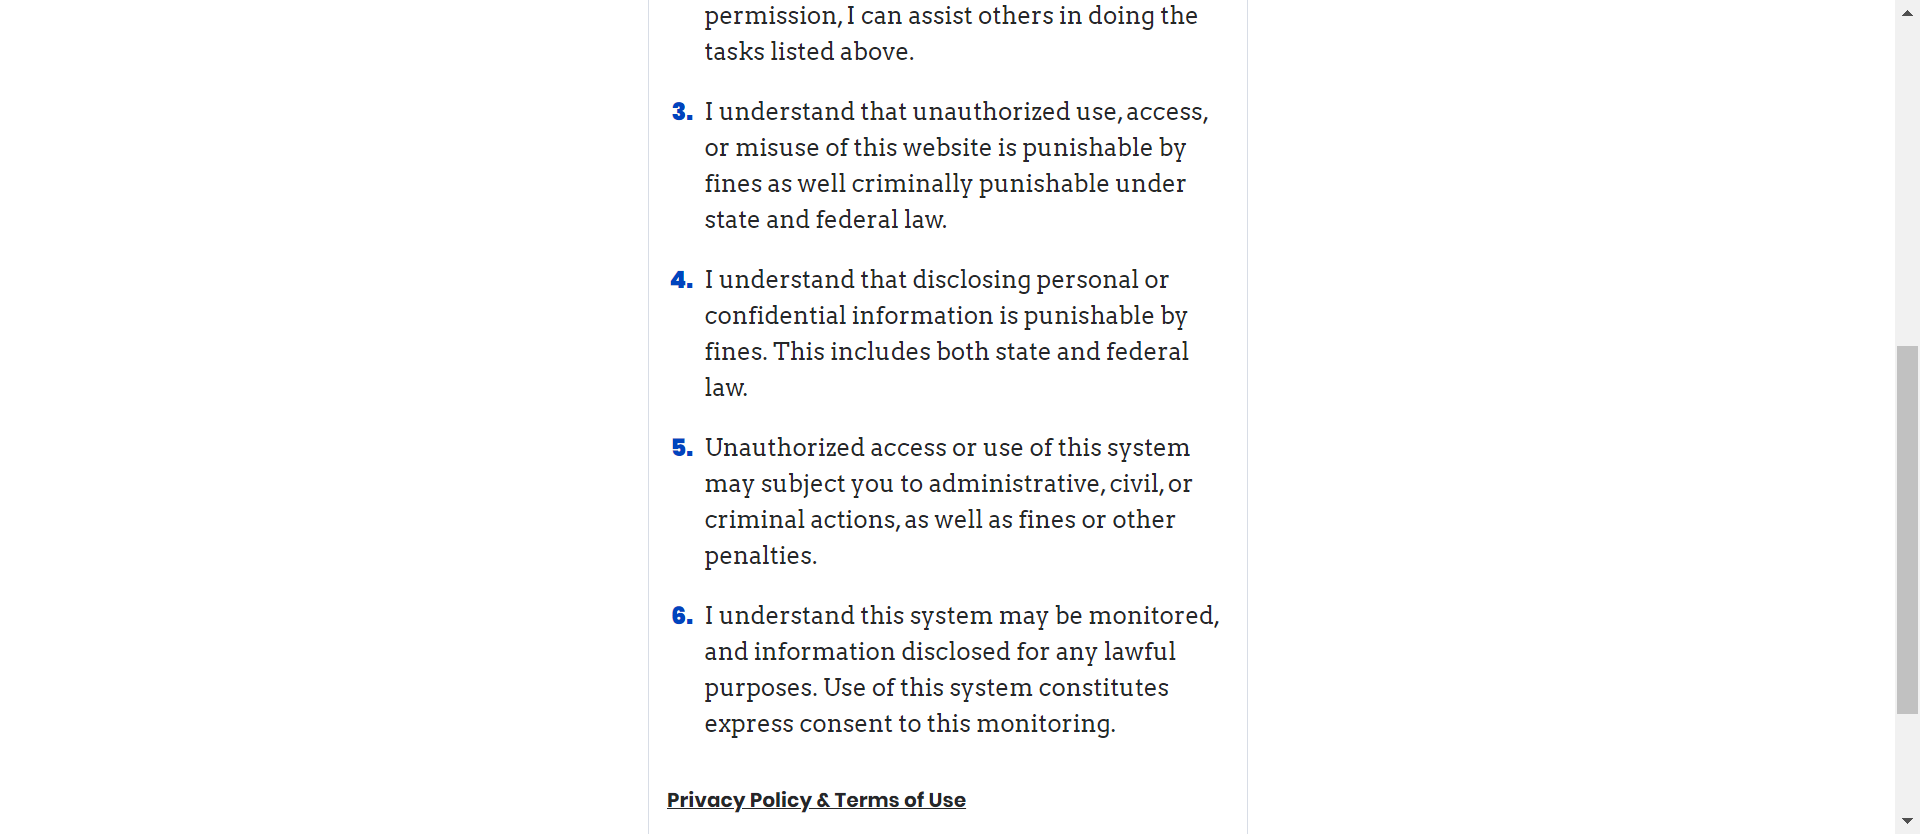 permission, I can assist others in doing the
tasks listed above.
3. I understand that unauthorized use, access,
or misuse of this website is punishable by
fines as well criminally punishable under
state and federal law.
4. I understand that disclosing personal or
confidential information is punishable by
fines. This includes both state and federal
law.
5. Unauthorized access or use of this system
may subject you to administrative, civil, or
criminal actions, as well as fines or other
penalties.
6. I understand this system may be monitored,
and information disclosed for any lawful
purposes. Use of this system constitutes
express consent to this monitoring.
Privacy Policy & Terms of Use